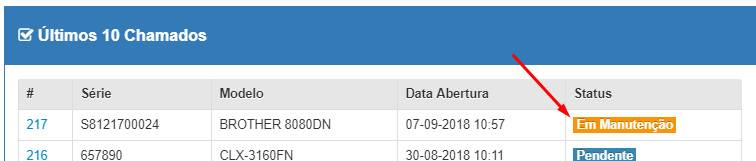 Últimos 10 Chamados
# Série Modelo Data Abertura Status
217 S8121700024 BROTHER 8080DN 07-09-2018 10:57 Em Manutenção
216 657890 CLX-3160FN 30-08-2018 10:11 Pendente